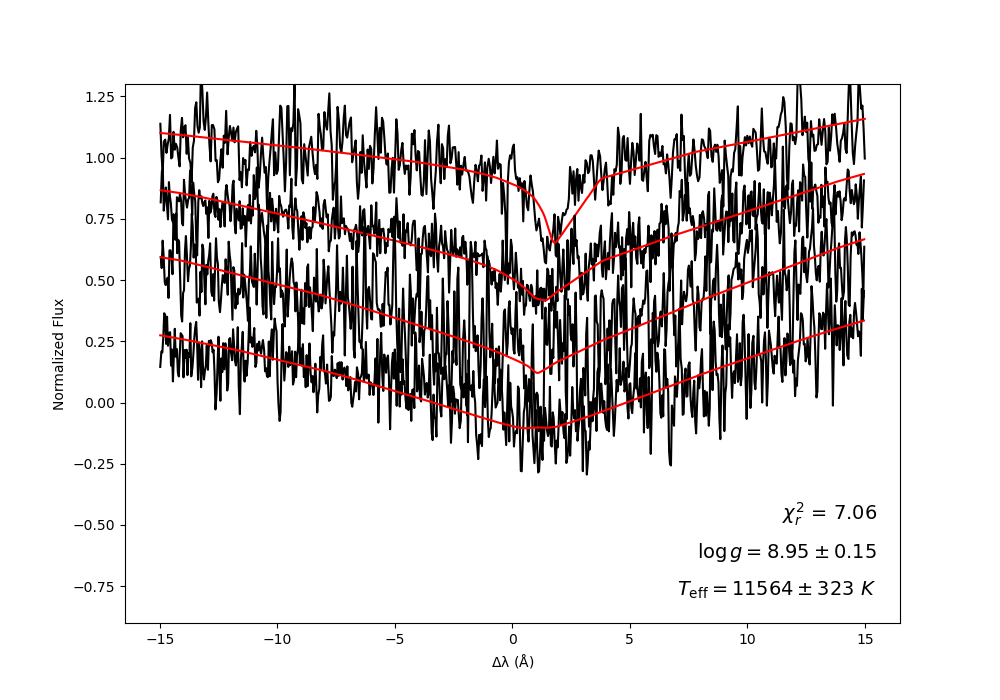 1.25
1.00
0.75
0.50
0.25
0.00
−0.25
−0.50
−0.75
Normalized Flux
χ²ᵣ = 7.06
log g = 8.95 ± 0.15
T_eff = 11564 ± 323 K
−15 −10 −5 0 5 10 15
Δλ (Å)